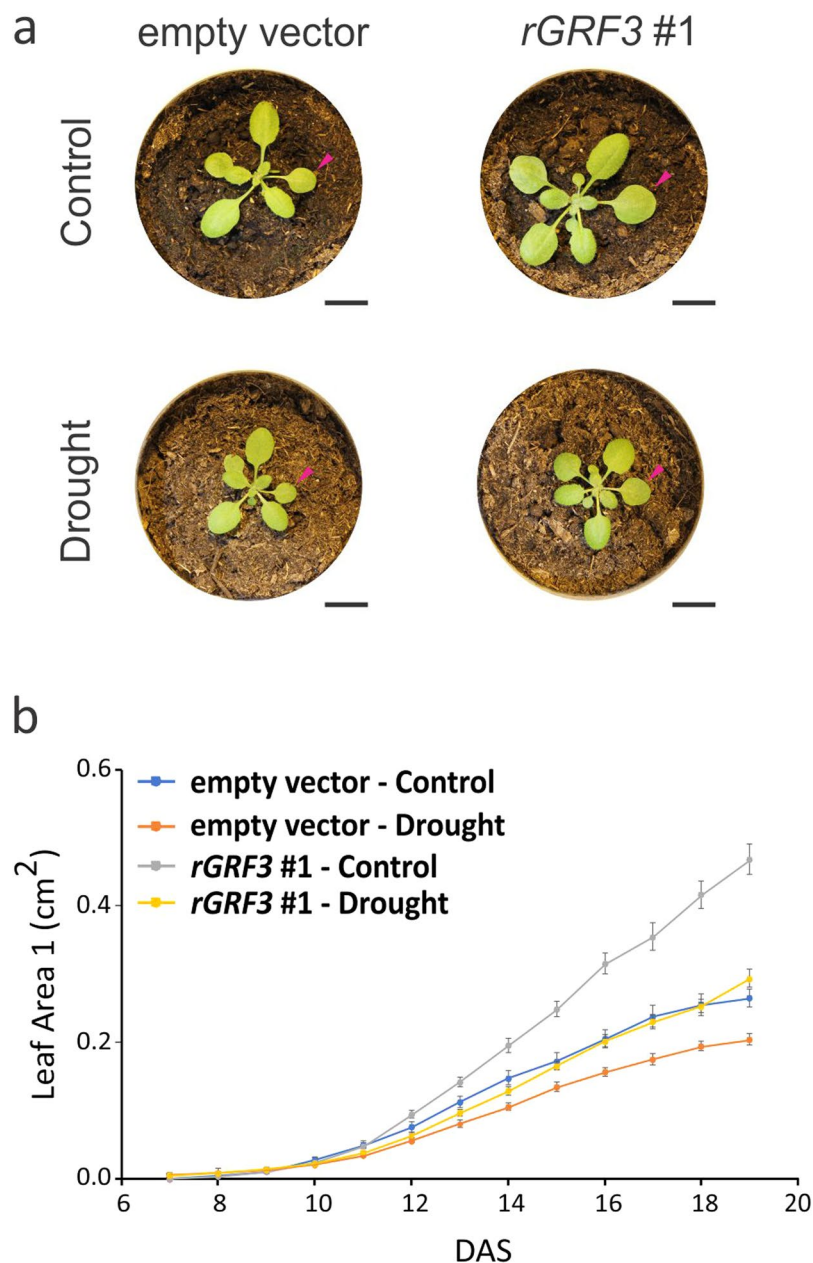 a
empty vector
rGRF3 #1
Control
Drought
b
0.6
0.4
0.2
0.0
Leaf Area 1 (cm2)
empty vector - Control
empty vector - Drought
rGRF3 #1 - Control
rGRF3 #1 - Drought
6 8 10 12 14 16 18 20
DAS